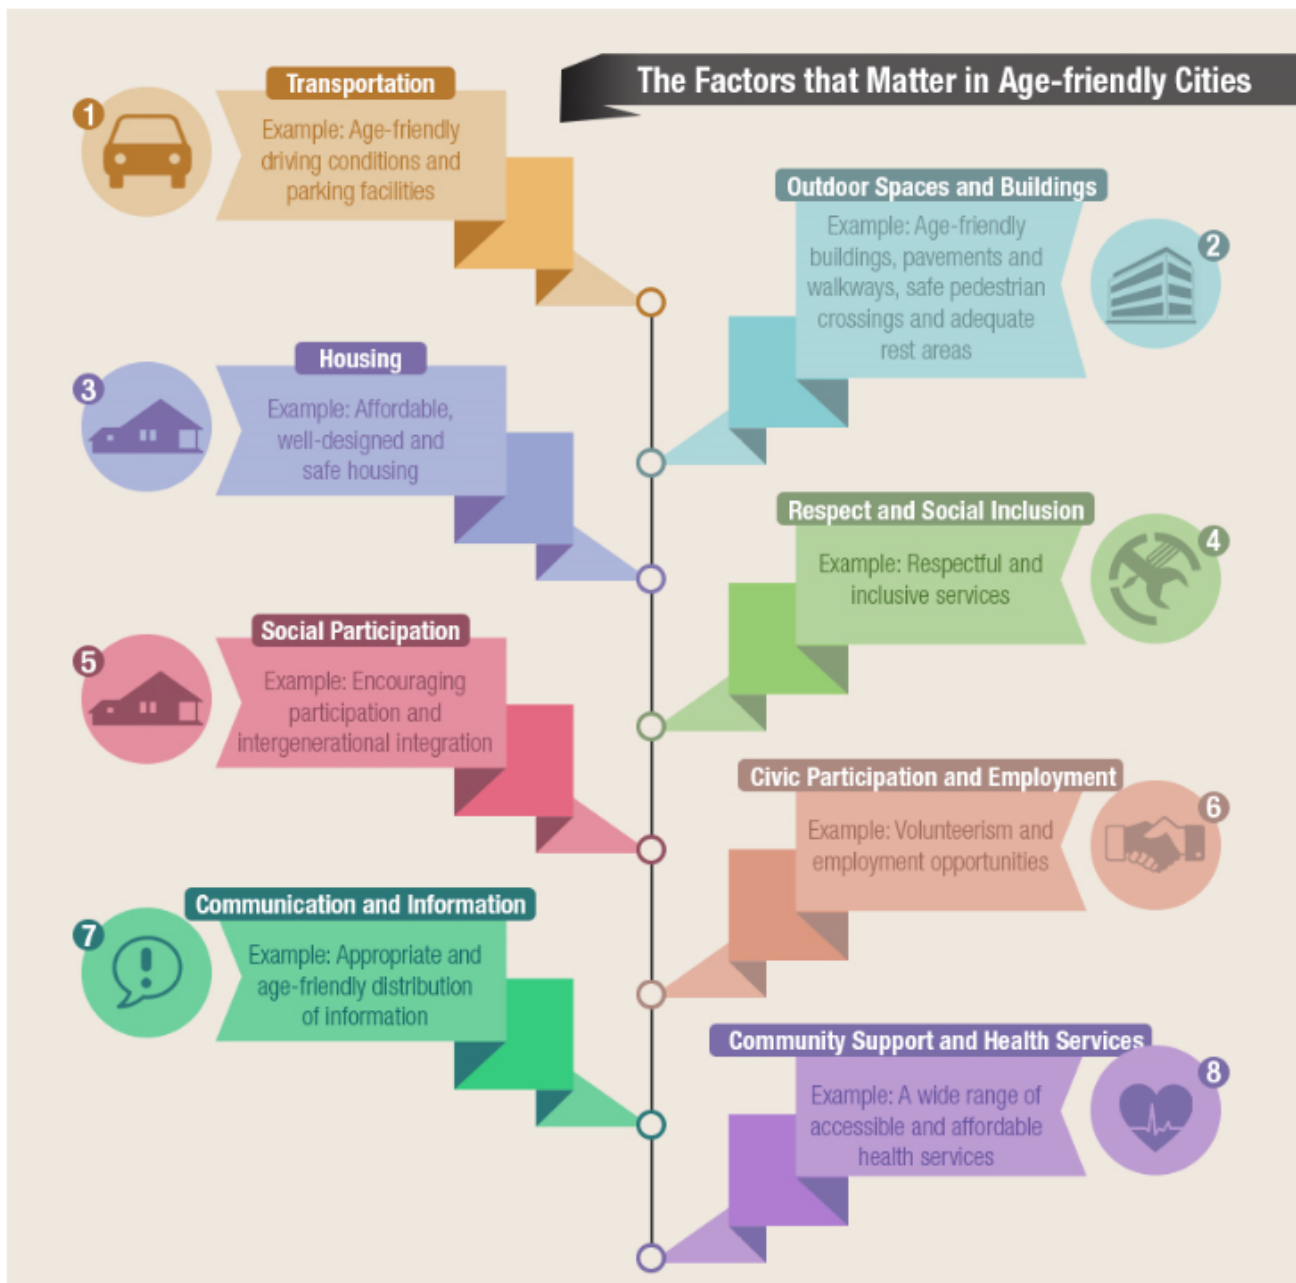 The Factors that Matter in Age-friendly Cities
1
Transportation
Example: Age-friendly
driving conditions and
parking facilities
Outdoor Spaces and Buildings
2
Example: Age-friendly
buildings, pavements and
walkways, safe pedestrian
crossings and adequate
rest areas
3
Housing
Example: Affordable,
well-designed and
safe housing
Respect and Social Inclusion
4
Example: Respectful and
inclusive services
5
Social Participation
Example: Encouraging
participation and
intergenerational integration
Civic Participation and Employment
6
Example: Volunteerism and
employment opportunities
7
Communication and Information
Example: Appropriate and
age-friendly distribution
of information
Community Support and Health Services
8
Example: A wide range of
accessible and affordable
health services